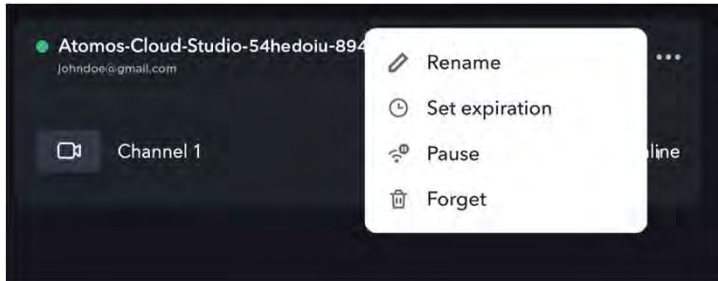 Atomos-Cloud-Studio-54hedoiu-894
johndoe@gmail.com
Rename
Set expiration
Channel 1
Pause
line
Forget